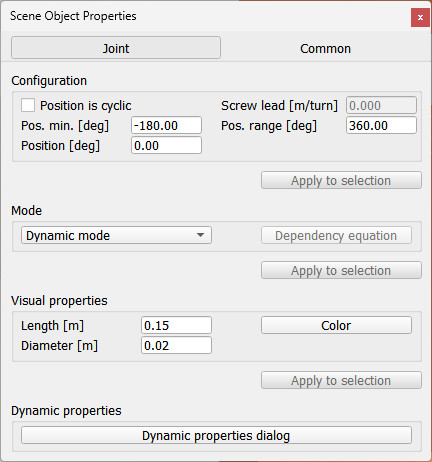 Scene Object Properties x
Joint Common
Configuration
Position is cyclic Screw lead [m/turn] 0.000
Pos. min. [deg] -180.00 Pos. range [deg] 360.00
Position [deg] 0.00
Apply to selection
Mode
Dynamic mode Dependency equation
Apply to selection
Visual properties
Length [m] 0.15 Color
Diameter [m] 0.02
Apply to selection
Dynamic properties
Dynamic properties dialog